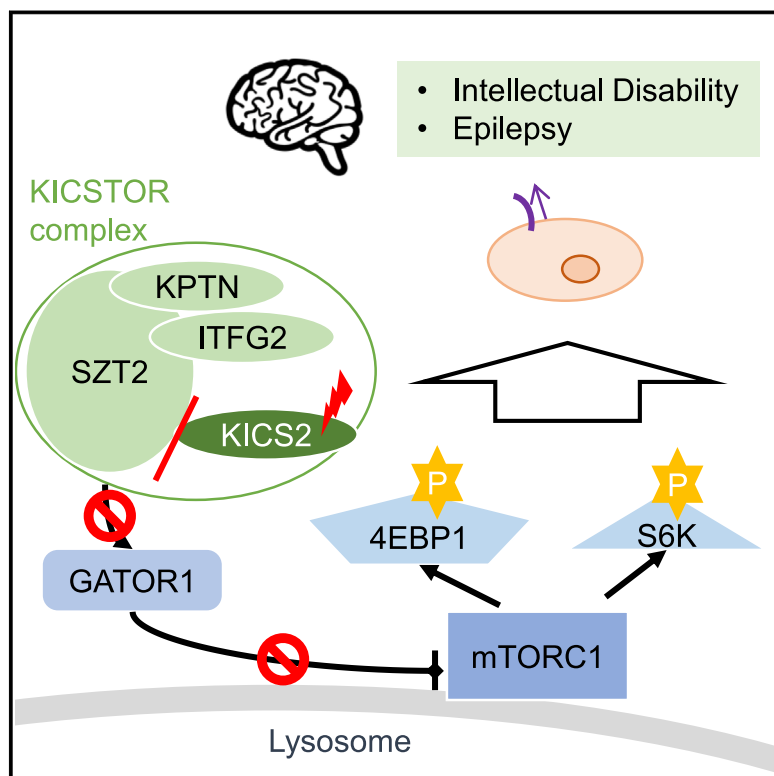 • Intellectual Disability
• Epilepsy
KICSTOR
complex
KPTN
ITFG2
SZT2
KICS2
P
P
4EBP1
S6K
GATOR1
mTORC1
Lysosome